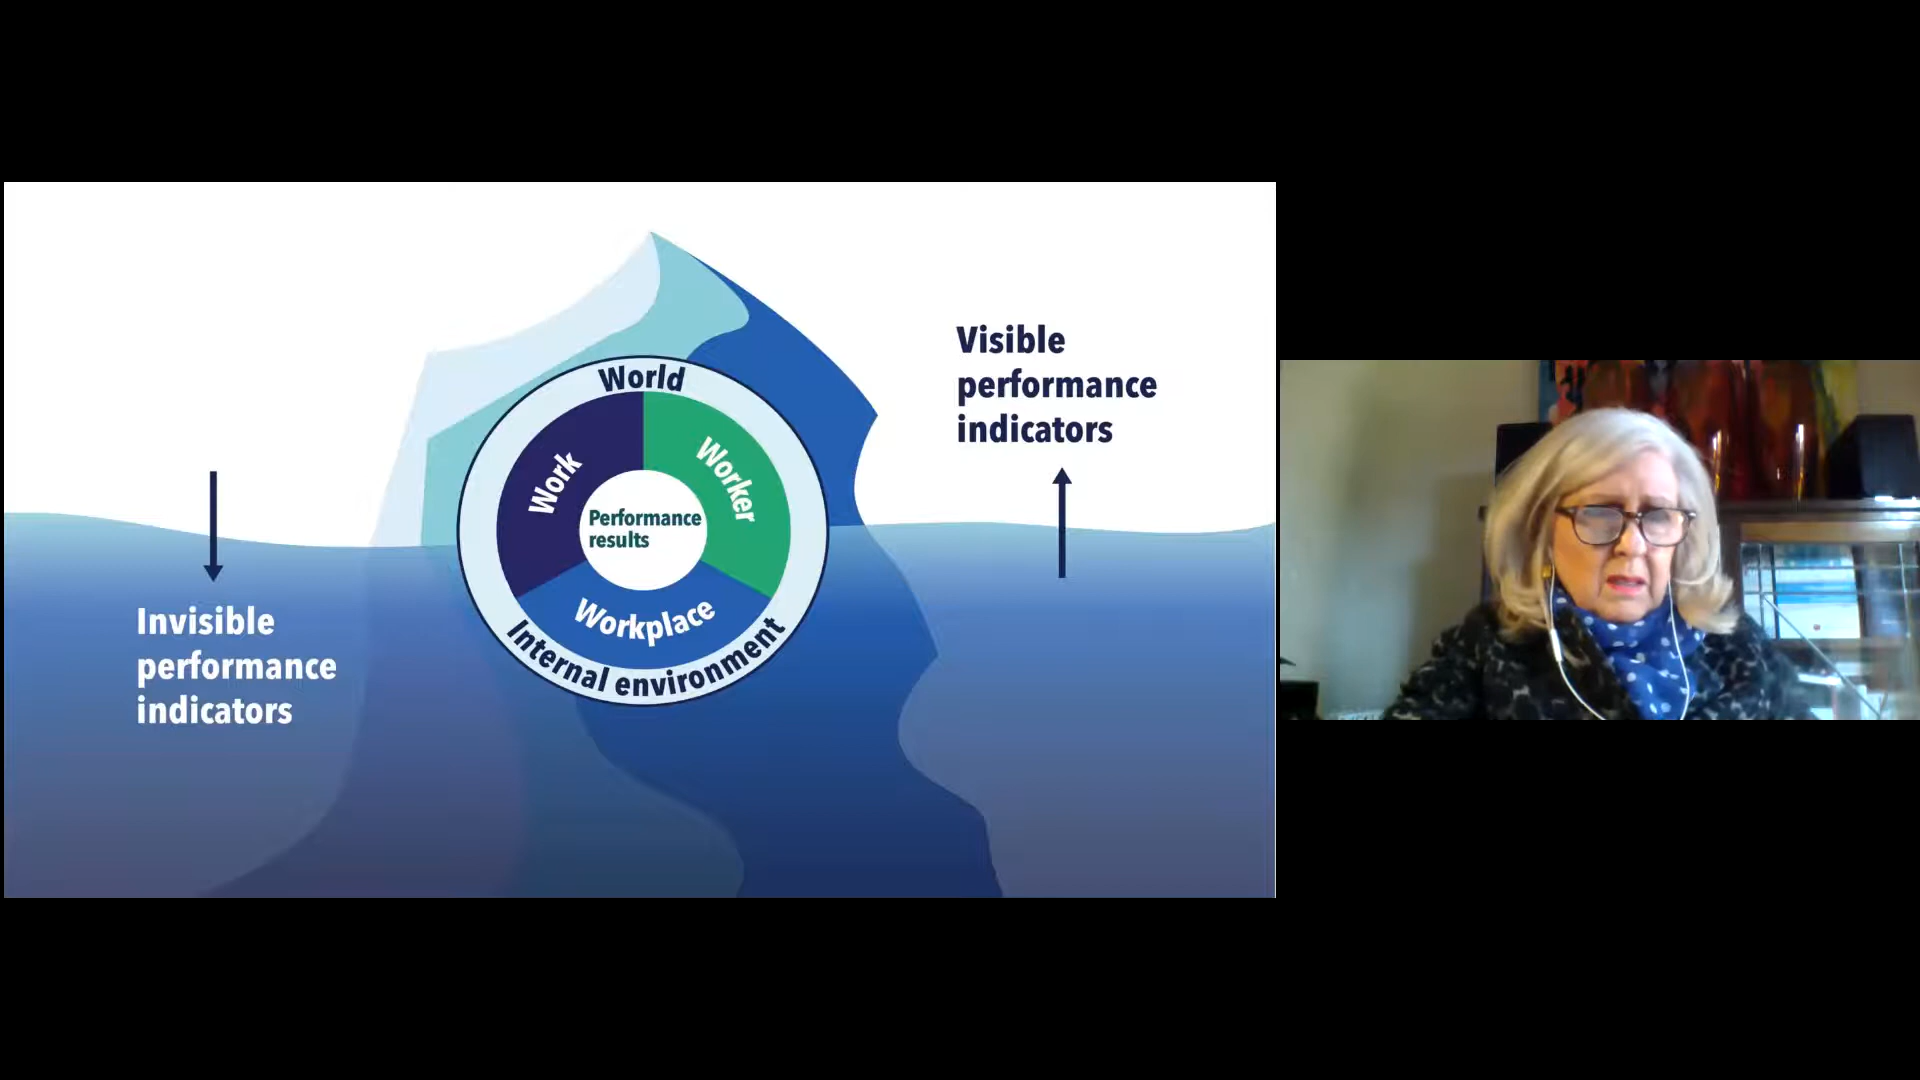 World
Work
Worker
Performance
results
Workplace
Internal environment
Visible
performance
indicators
Invisible
performance
indicators